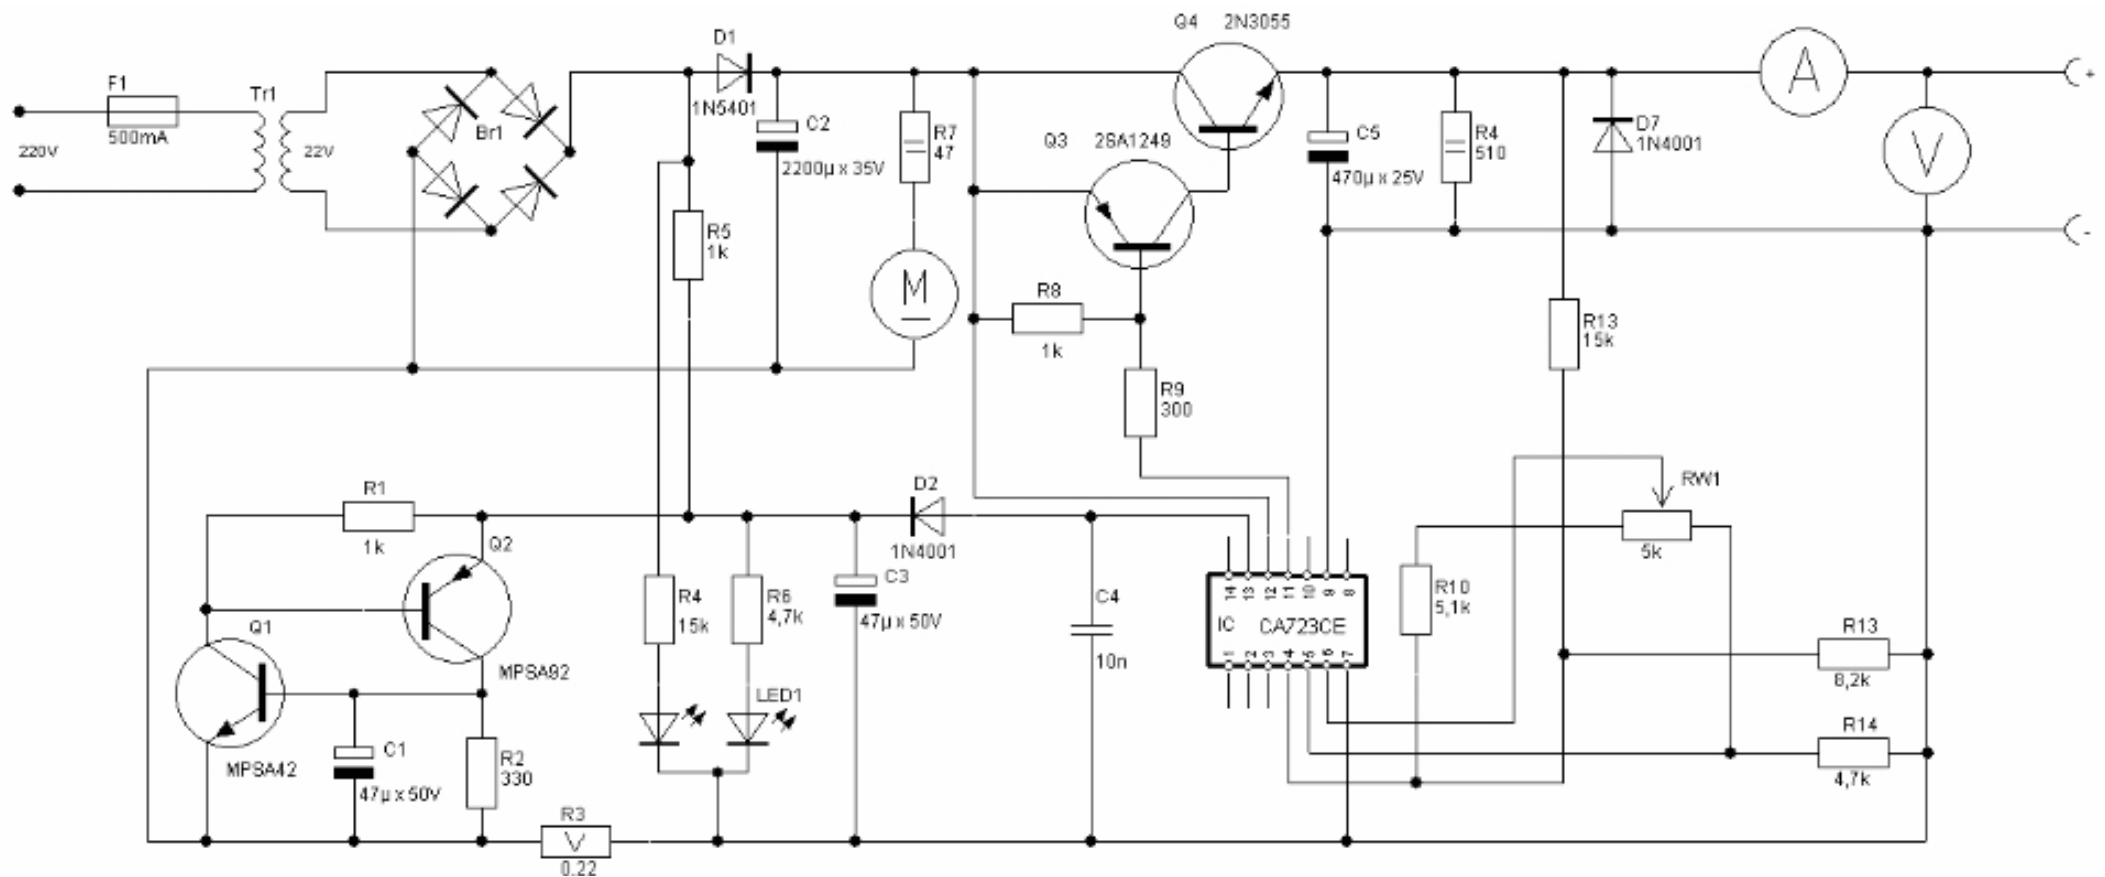 Q4 2N3055
D1
F1
Tr1
A
+
1N5401
Br1
C2
R7
47
Q3 2SA1249
C5
R4
510
D7
1N4001
500mA
220V
22V
V
2200µ x 35V
470µ x 25V
R5
1k
-
M
R8
1k
R13
15k
R9
300
R1
1k
D2
1N4001
RW1
5k
Q2
C3
47µ x 50V
R4
15k
R6
4,7k
C4
10n
14 13 12 11 10 9 8
IC CA723CE
1 2 3 4 5 6 7
R10
5,1k
Q1
R13
8,2k
MPSA92
LED1
C1
47µ x 50V
R2
330
R14
4,7k
MPSA42
R3
V
0.22